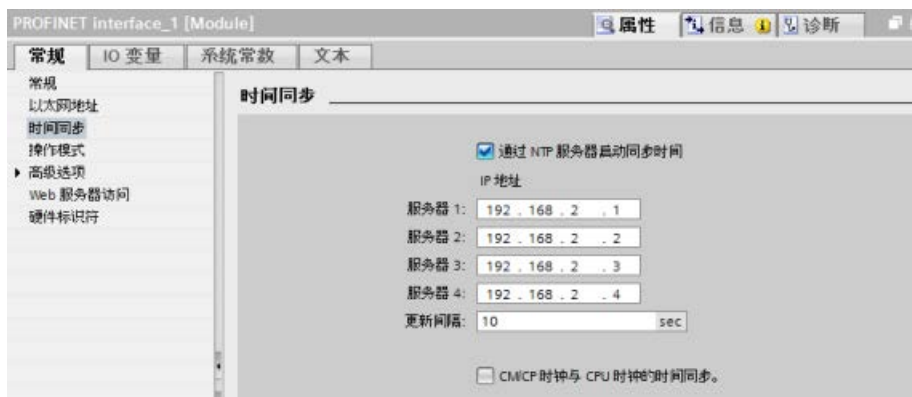 PROFINET interface_1 [Module]
属性 信息 诊断
常规 IO 变量 系统常数 文本
常规
以太网地址
时间同步
操作模式
高级选项
Web 服务器访问
硬件标识符
时间同步
通过 NTP 服务器启动同步时间
IP 地址
服务器 1: 192 . 168 . 2 . 1
服务器 2: 192 . 168 . 2 . 2
服务器 3: 192 . 168 . 2 . 3
服务器 4: 192 . 168 . 2 . 4
更新间隔: 10 sec
CM/CP 时钟与 CPU 时钟的时间同步。